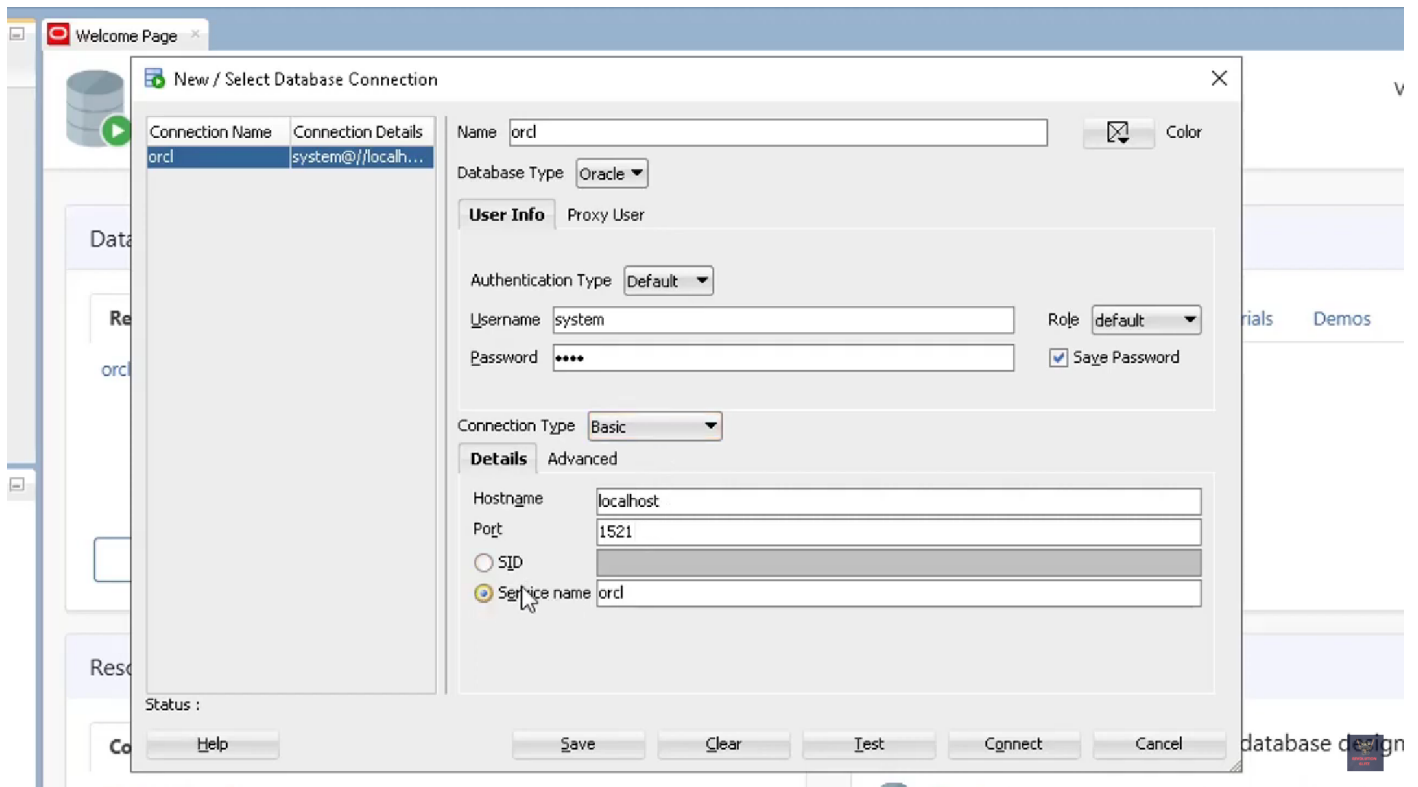 Welcome Page
New / Select Database Connection
Connection Name Connection Details
orcl system@//localh...
Name orcl Color
Database Type Oracle
User Info Proxy User
Authentication Type Default
Username system Role default
Password •••• Save Password
Connection Type Basic
Details Advanced
Hostname localhost
Port 1521
SID
Service name orcl
Status :
Help Save Clear Test Connect Cancel
Data
Re
rials Demos
orcl
Reso
Co
database design